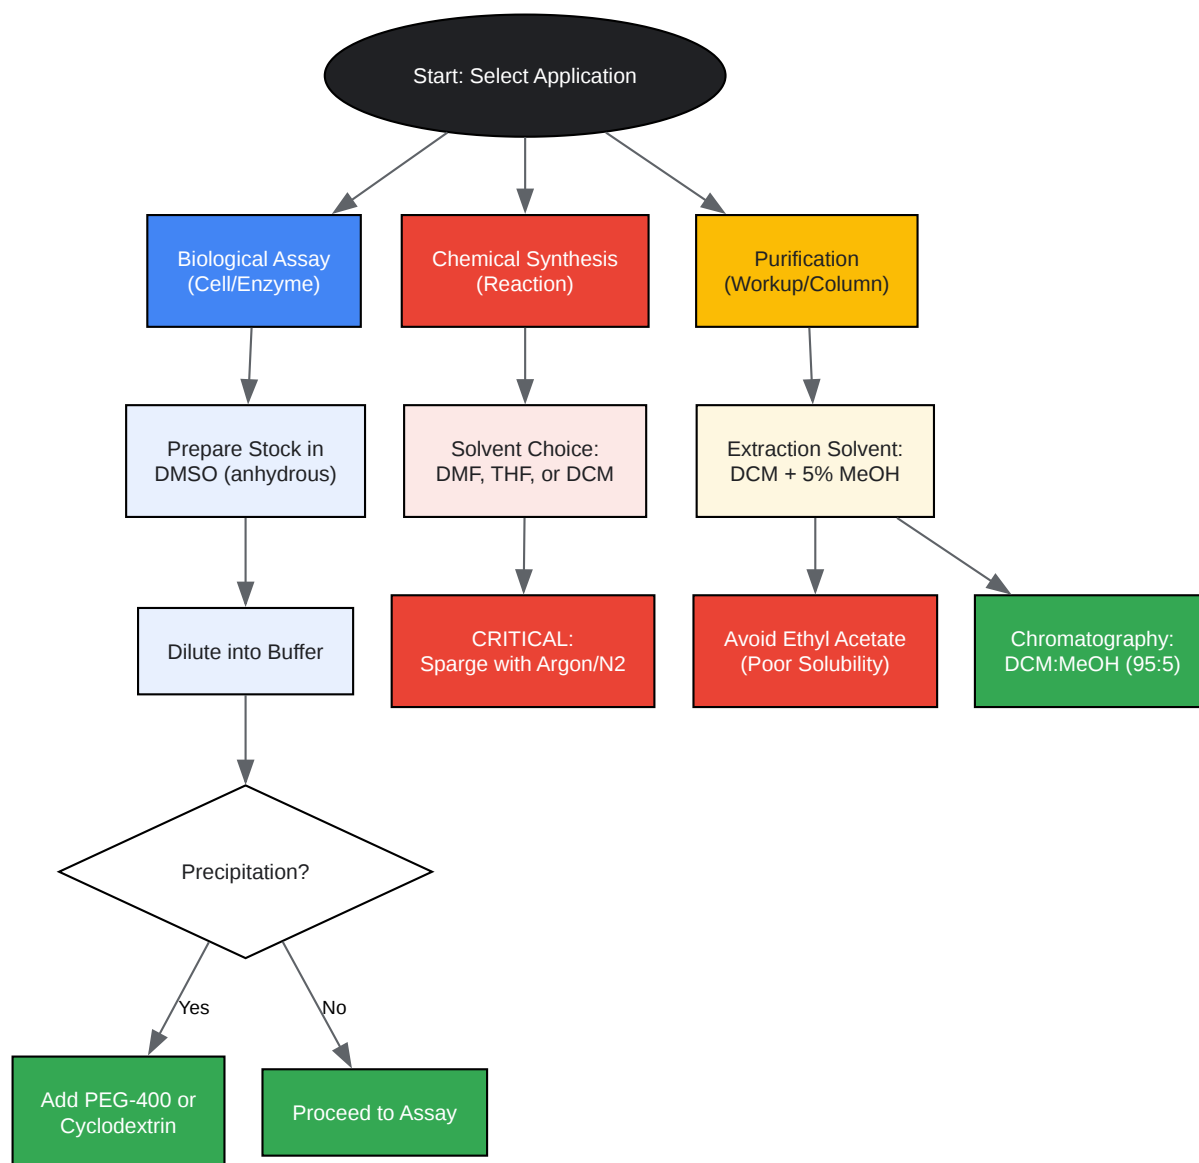 Start: Select Application
Biological Assay
(Cell/Enzyme)
Chemical Synthesis
(Reaction)
Purification
(Workup/Column)
Prepare Stock in
DMSO (anhydrous)
Solvent Choice:
DMF, THF, or DCM
Extraction Solvent:
DCM + 5% MeOH
Dilute into Buffer
CRITICAL:
Sparge with Argon/N2
Avoid Ethyl Acetate
(Poor Solubility)
Chromatography:
DCM:MeOH (95:5)
Precipitation?
Yes
No
Add PEG-400 or
Cyclodextrin
Proceed to Assay